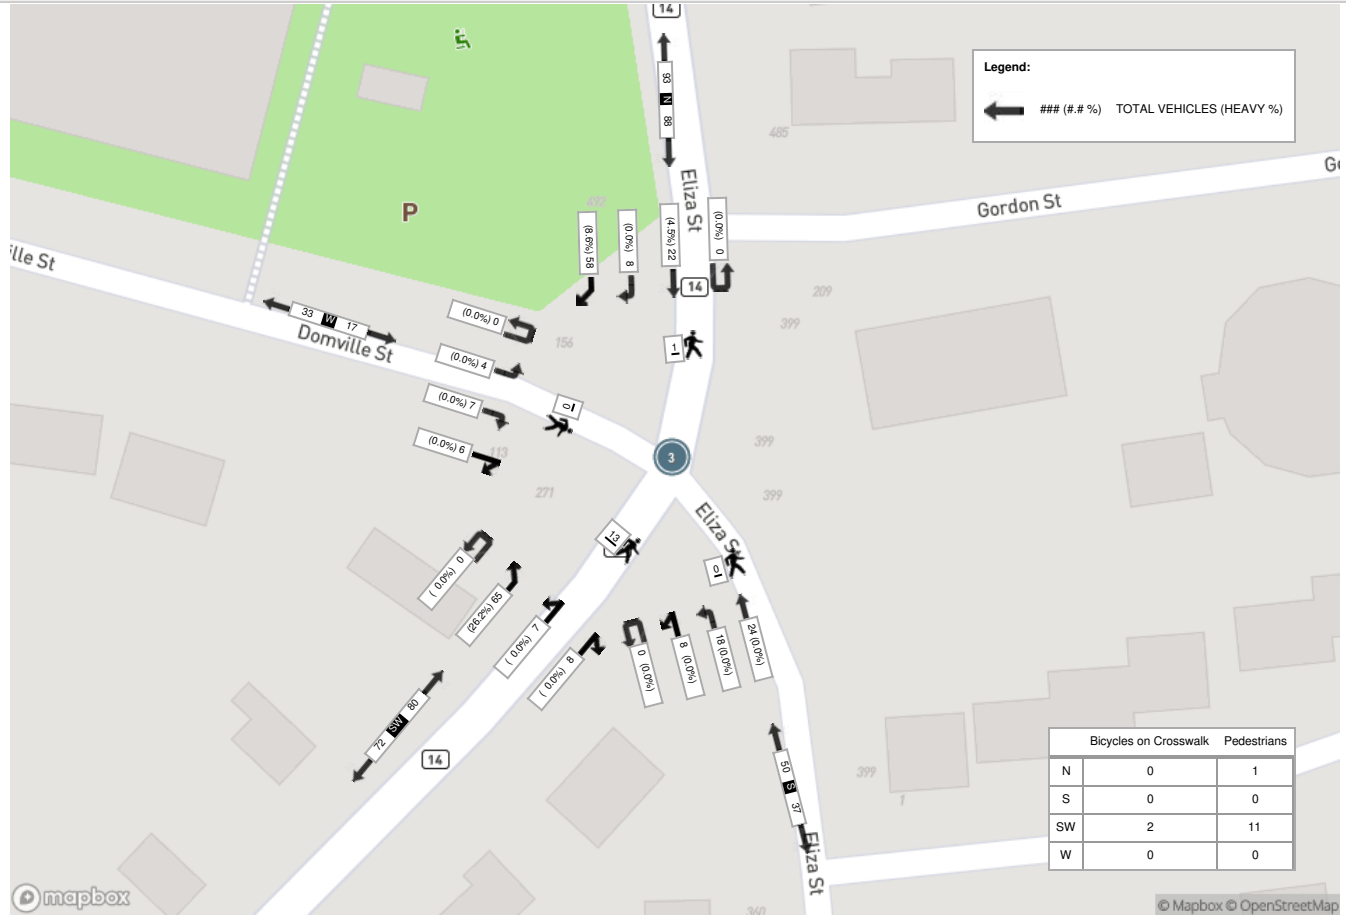 14
93 N 88
Legend:
### (#.# %) TOTAL VEHICLES (HEAVY %)
485
Eliza St
Gordon St
P
492
(8.6%) 58
(0.0%) 8
(4.5%) 22
(0.0%) 0
ille St
14
209
399
33 W 17
Domville St
(0.0%) 0
156
1
(0.0%) 4
(0.0%) 7
0
(0.0%) 6
113
399
3
271
399
Eliza St
13
0
(0.0%) 0
(26.2%) 65
(0.0%) 7
(0.0%) 8
0 (0.0%)
8 (0.0%)
18 (0.0%)
24 (0.0%)
72 SW 80
14
50 S 37
399
1
Eliza St
Bicycles on Crosswalk Pedestrians
N 0 1
S 0 0
SW 2 11
W 0 0
360
mapbox
© Mapbox © OpenStreetMap